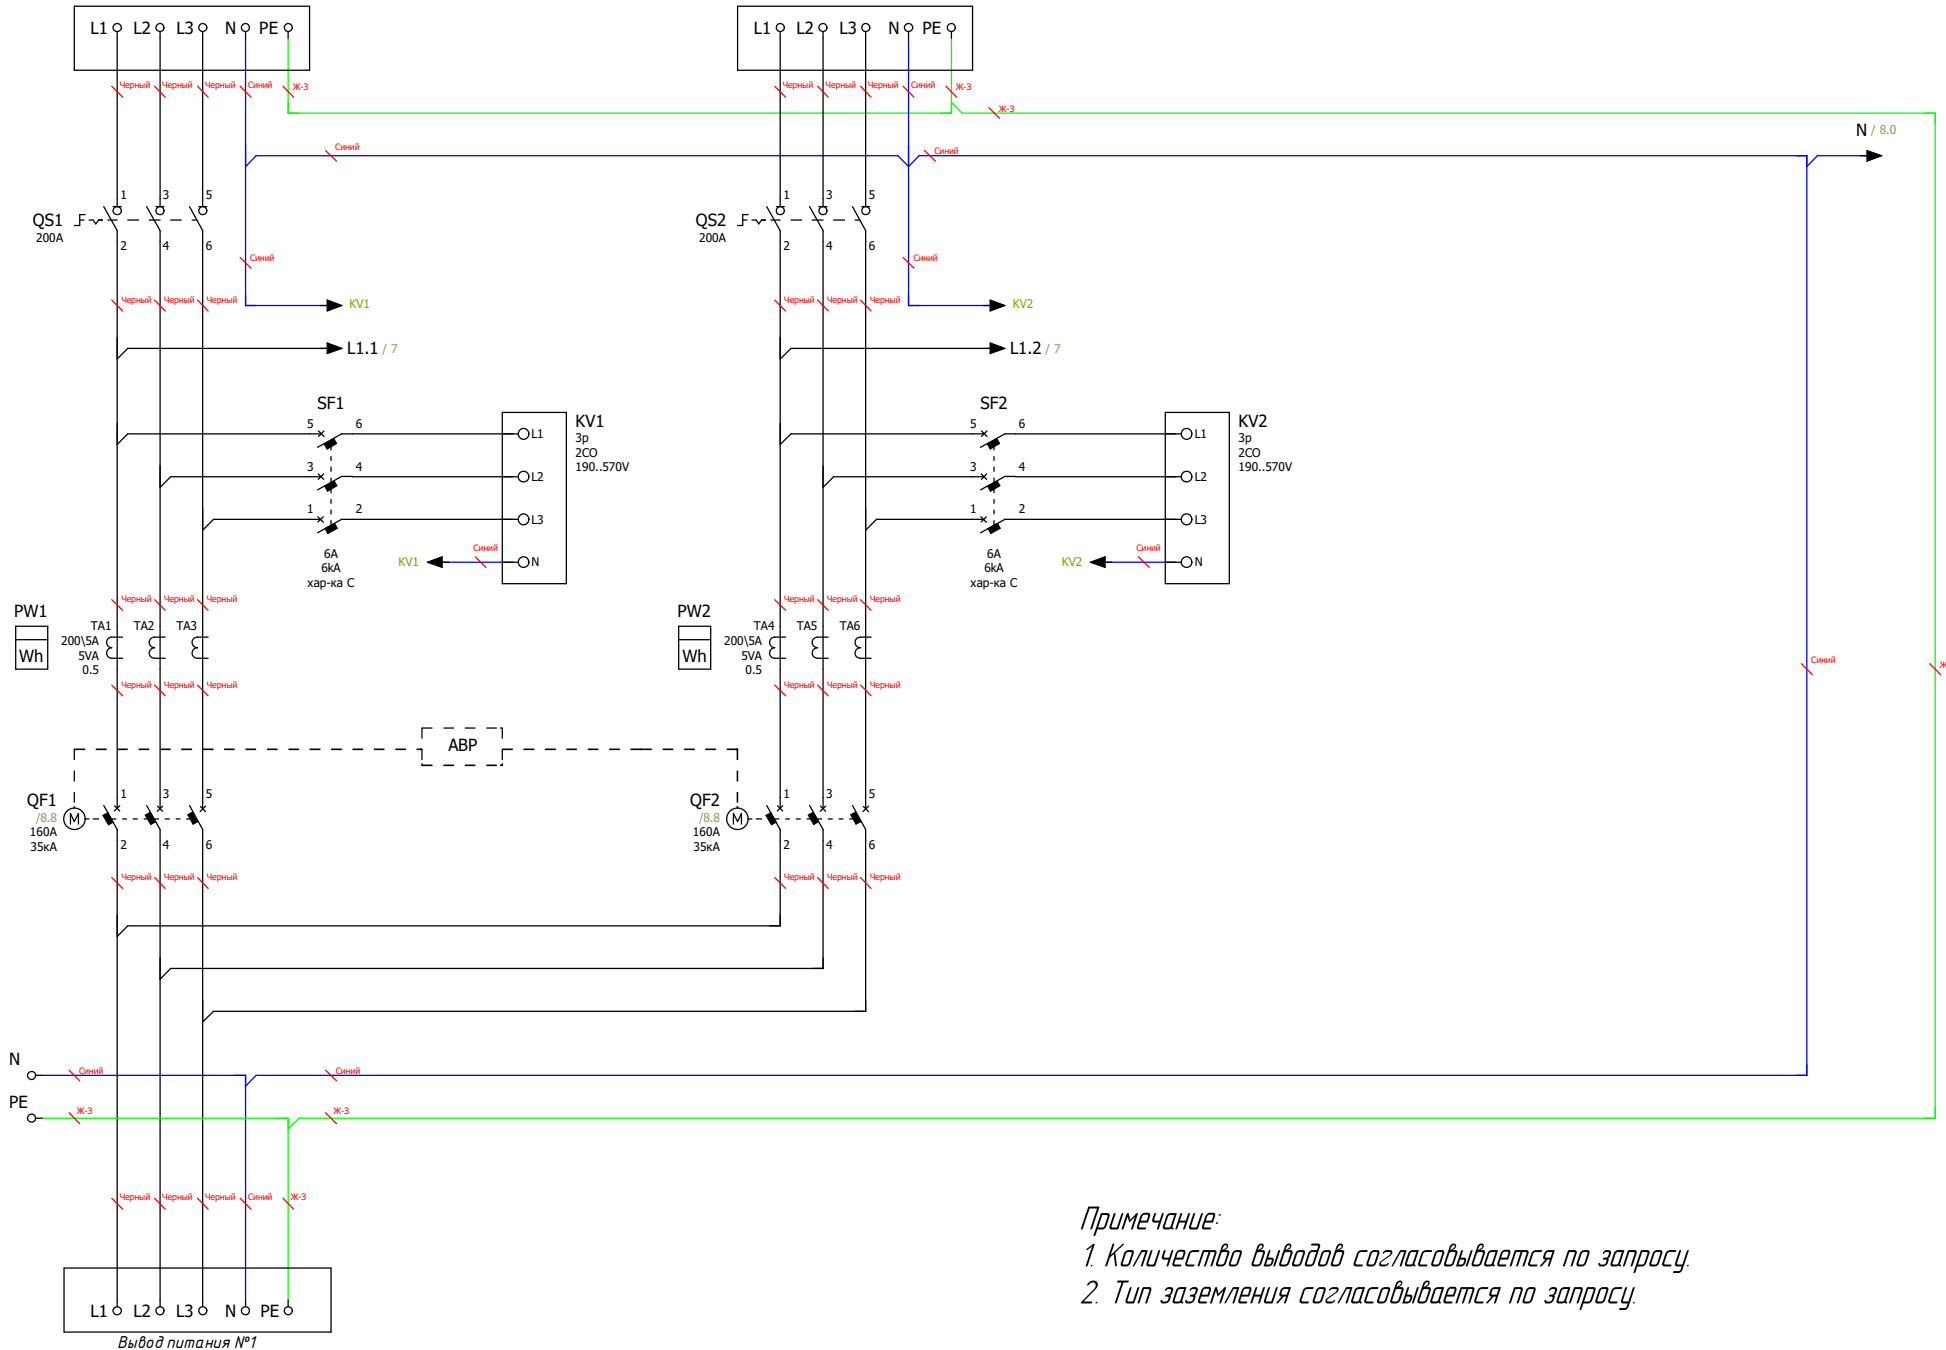 L1 L2 L3 N PE L1 L2 L3 N PE
Черный Черный Черный Синий Ж-З Черный Черный Черный Синий Ж-З
Ж-З
N / 8.0
Синий Синий
1 3 5 1 3 5
QS1 QS2
200A 200A
2 4 6 2 4 6
Синий Синий
Черный Черный Черный KV1 Черный Черный Черный KV2
L1.1 / 7 L1.2 / 7
SF1 SF2
5 6 L1 KV1 5 6 L1 KV2
3p 3p
2CO 2CO
190..570V 190..570V
3 4 L2 3 4 L2
1 2 L3 1 2 L3
6A 6A
Синий Синий
KV1 N KV2 N
6kA 6kA
хар-ка C хар-ка C
Черный Черный Черный Черный Черный Черный
PW1 PW2
TA1 TA2 TA3 TA4 TA5 TA6
200\5A 200\5A
Wh 5VA Wh 5VA
0.5 0.5
Синий Ж
Черный Черный Черный Черный Черный Черный
АВР
1 3 5 1 3 5
QF1 QF2
/8.8 M /8.8 M
160A 160A
35кА 35кА
2 4 6 2 4 6
Черный Черный Черный Черный Черный Черный
N
Синий Синий
PE
Ж-З Ж-З
Черный Черный Черный Синий Ж-З
Примечание:
1. Количество выводов согласовывается по запросу.
2. Тип заземления согласовывается по запросу.
L1 L2 L3 N PE
Вывод питания №1